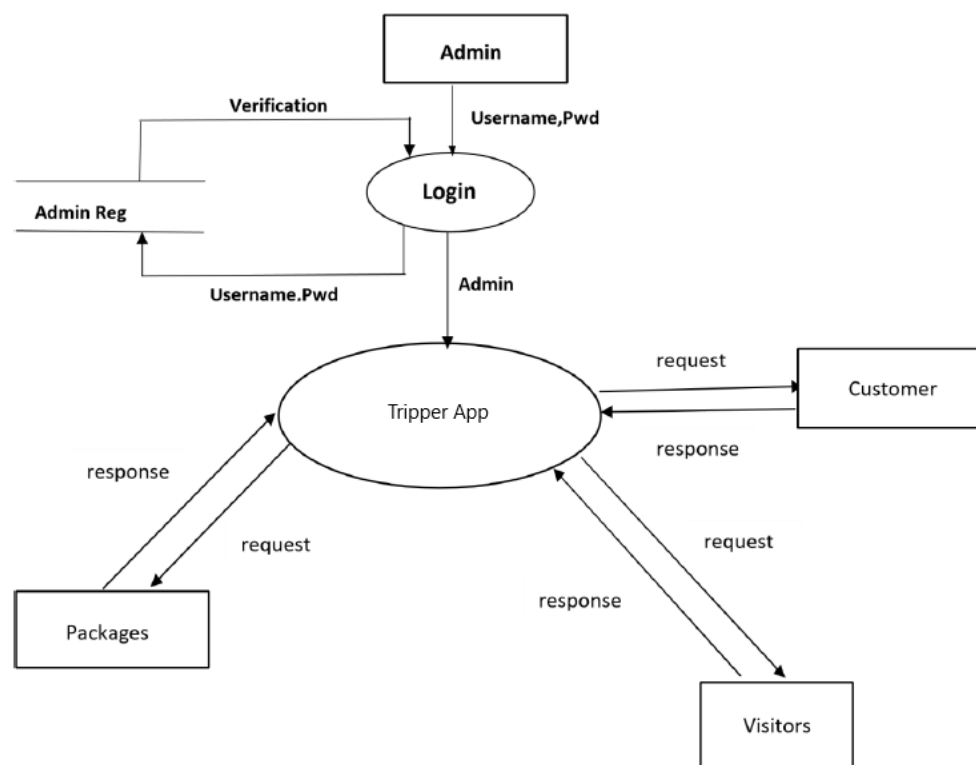 Admin
Verification
Username,Pwd
Login
Admin Reg
Username.Pwd
Admin
request
Customer
Tripper App
response
response
request
request
response
Packages
Visitors